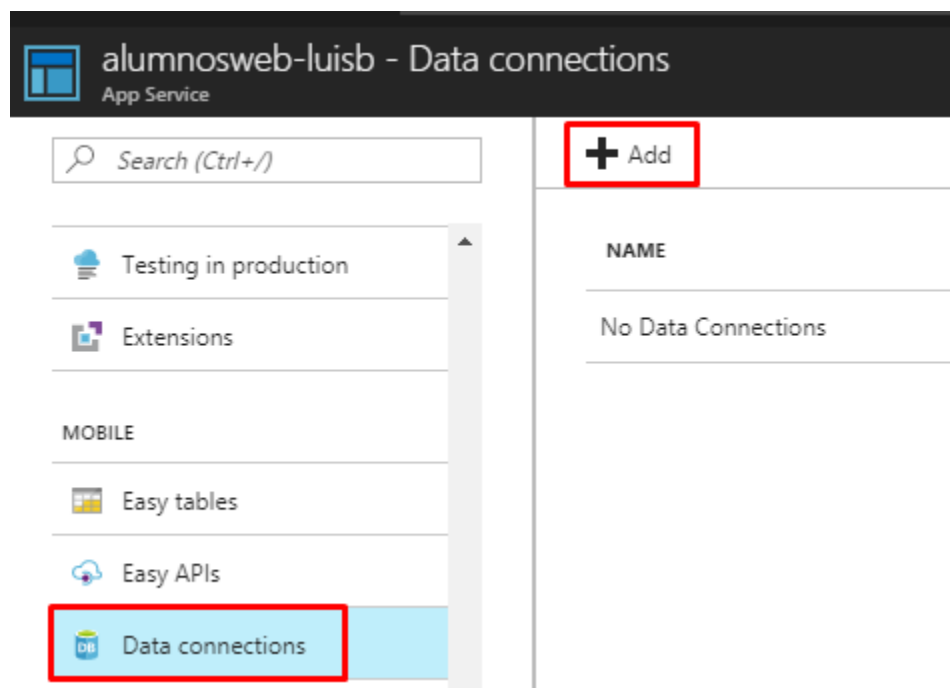 alumnosweb-luisb - Data connections
App Service
Search (Ctrl+/)
Testing in production
Extensions
MOBILE
Easy tables
Easy APIs
DB
Data connections
Add
NAME
No Data Connections